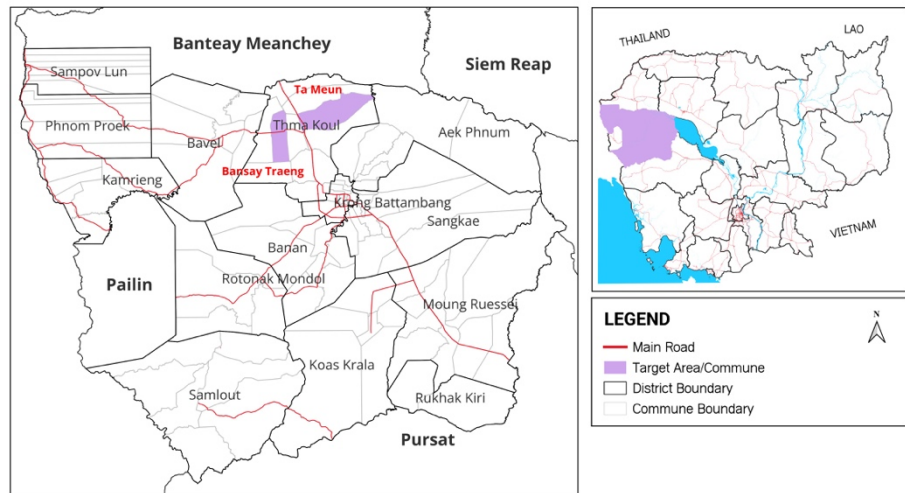 Banteay Meanchey
Siem Reap
Sampov Lun
Ta Meun
Phnom Proek
Thma Koul
Aek Phnum
Bavel
Bansay Traeng
Kamrieng
Krong Battambang
Sangkae
Banan
Pailin
Rotonak Mondol
Moung Ruessei
Koas Krala
Samlout
Rukhak Kiri
Pursat
THAILAND
LAO
VIETNAM
LEGEND
N
Main Road
Target Area/Commune
District Boundary
Commune Boundary